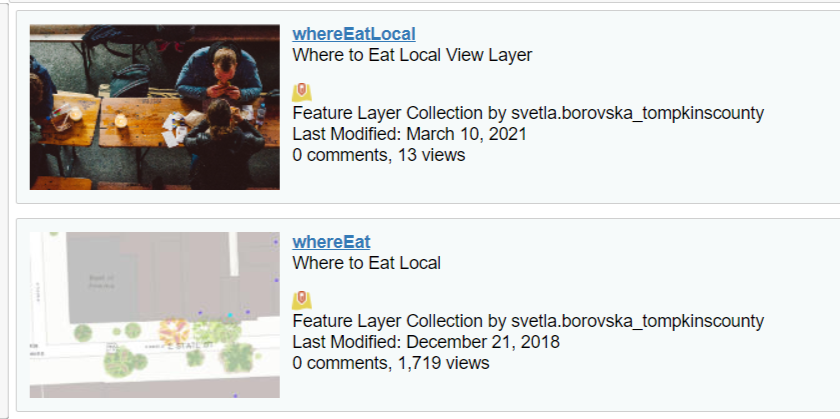 whereEatLocal
Where to Eat Local View Layer
Feature Layer Collection by svetla.borovska_tompkinscounty
Last Modified: March 10, 2021
0 comments, 13 views
whereEat
Where to Eat Local
Feature Layer Collection by svetla.borovska_tompkinscounty
Last Modified: December 21, 2018
0 comments, 1,719 views
E STATE ST